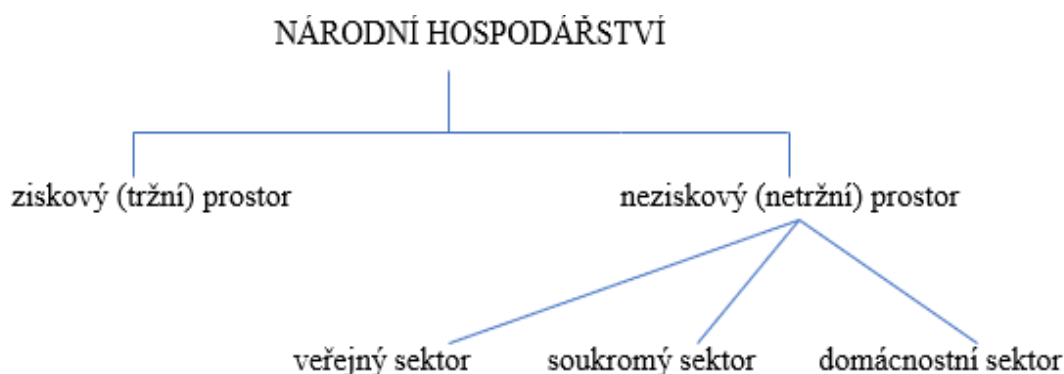 NÁRODNÍ HOSPODÁŘSTVÍ
ziskový (tržní) prostor
neziskový (netržní) prostor
veřejný sektor
soukromý sektor
domácnostní sektor